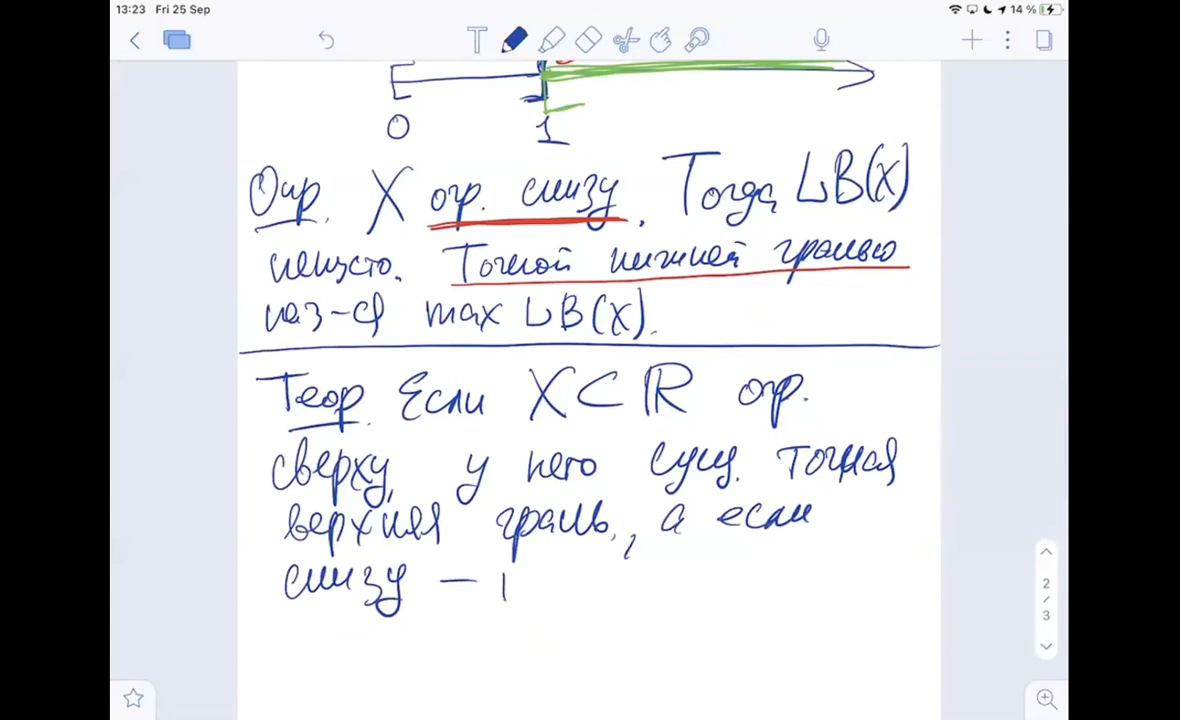 13:23 Fri 25 Sep 14 %
T
0 1
Опр. X огр. снизу. Тогда LB(X)
непусто. Точной нижней гранью
наз-ся max LB(X).
Теор. Если X ⊂ ℝ огр.
сверху, у него сущ. точная
верхняя грань, а если
снизу —
2
/
3